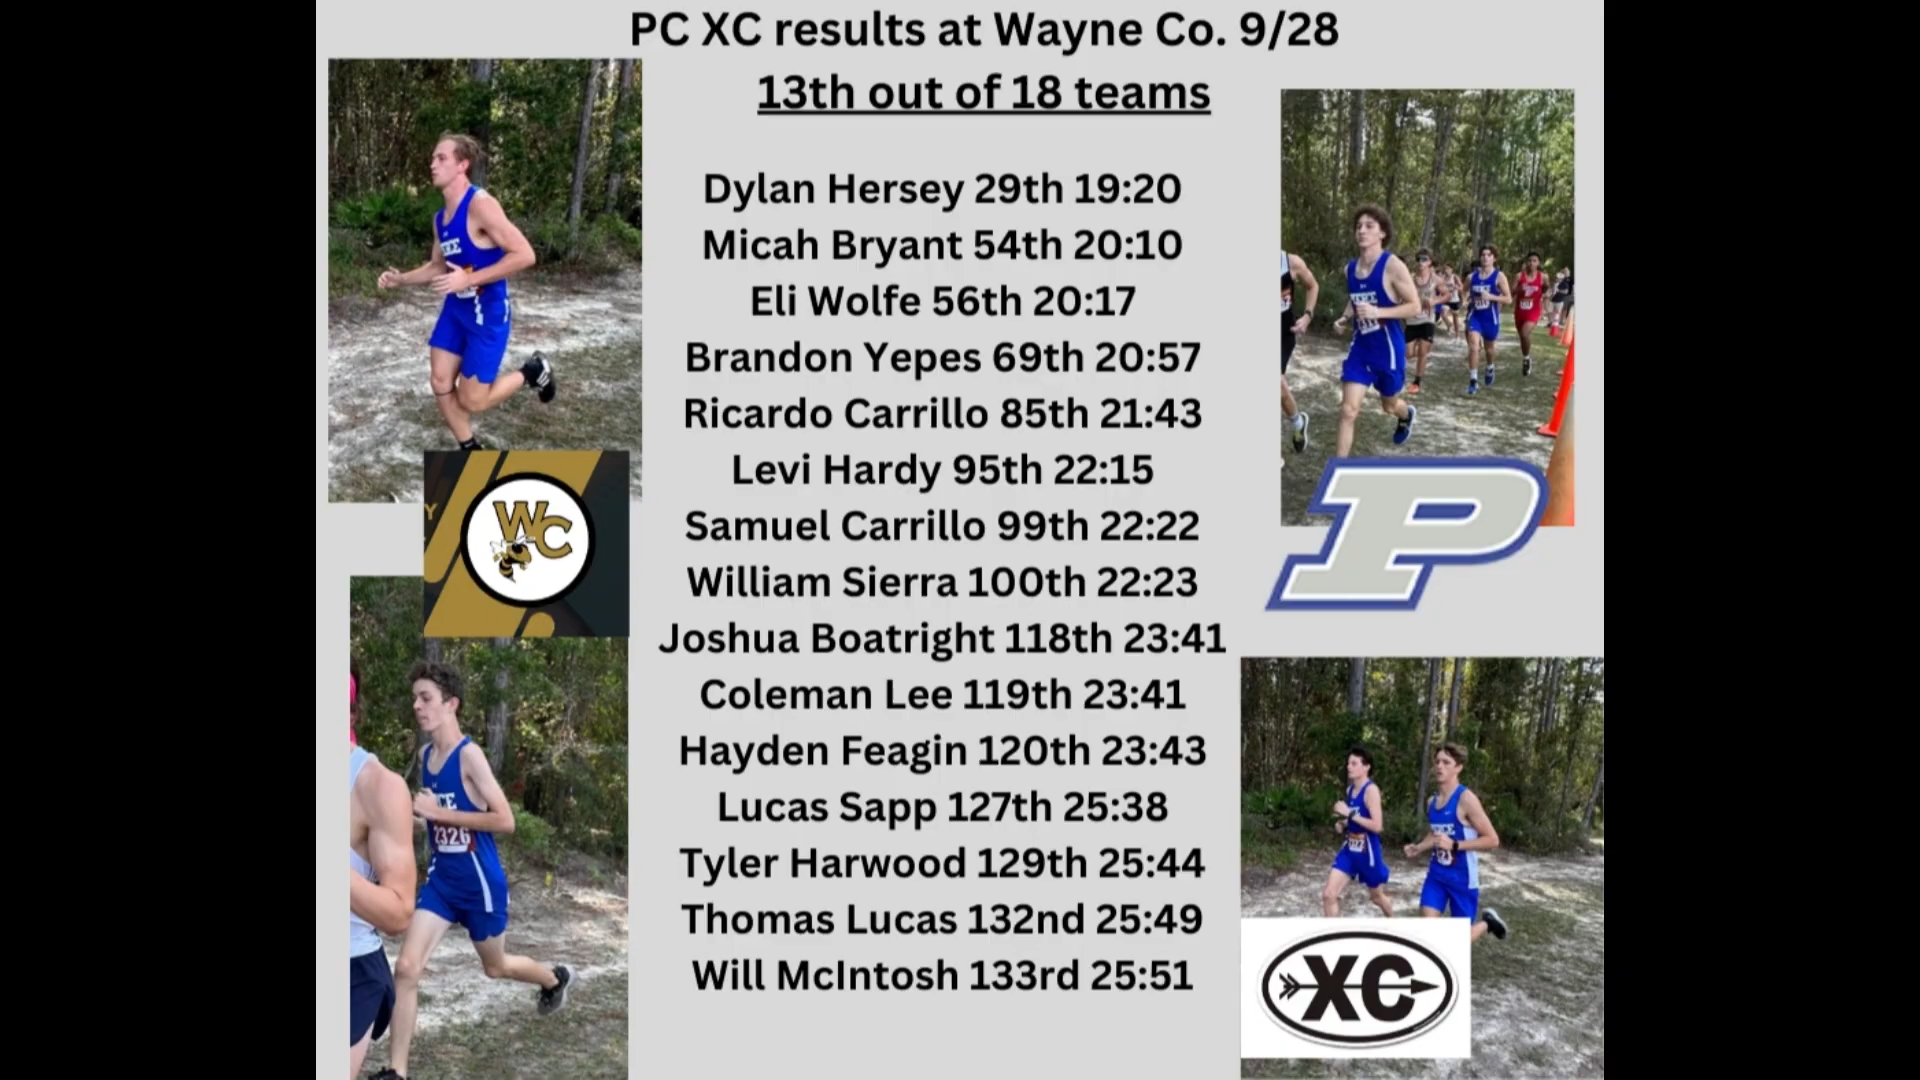 PC XC results at Wayne Co. 9/28
13th out of 18 teams
Dylan Hersey 29th 19:20
Micah Bryant 54th 20:10
Eli Wolfe 56th 20:17
Brandon Yepes 69th 20:57
Ricardo Carrillo 85th 21:43
Levi Hardy 95th 22:15
Samuel Carrillo 99th 22:22
William Sierra 100th 22:23
Joshua Boatright 118th 23:41
Coleman Lee 119th 23:41
Hayden Feagin 120th 23:43
Lucas Sapp 127th 25:38
Tyler Harwood 129th 25:44
Thomas Lucas 132nd 25:49
Will McIntosh 133rd 25:51
WC
Y
P
2326
XC